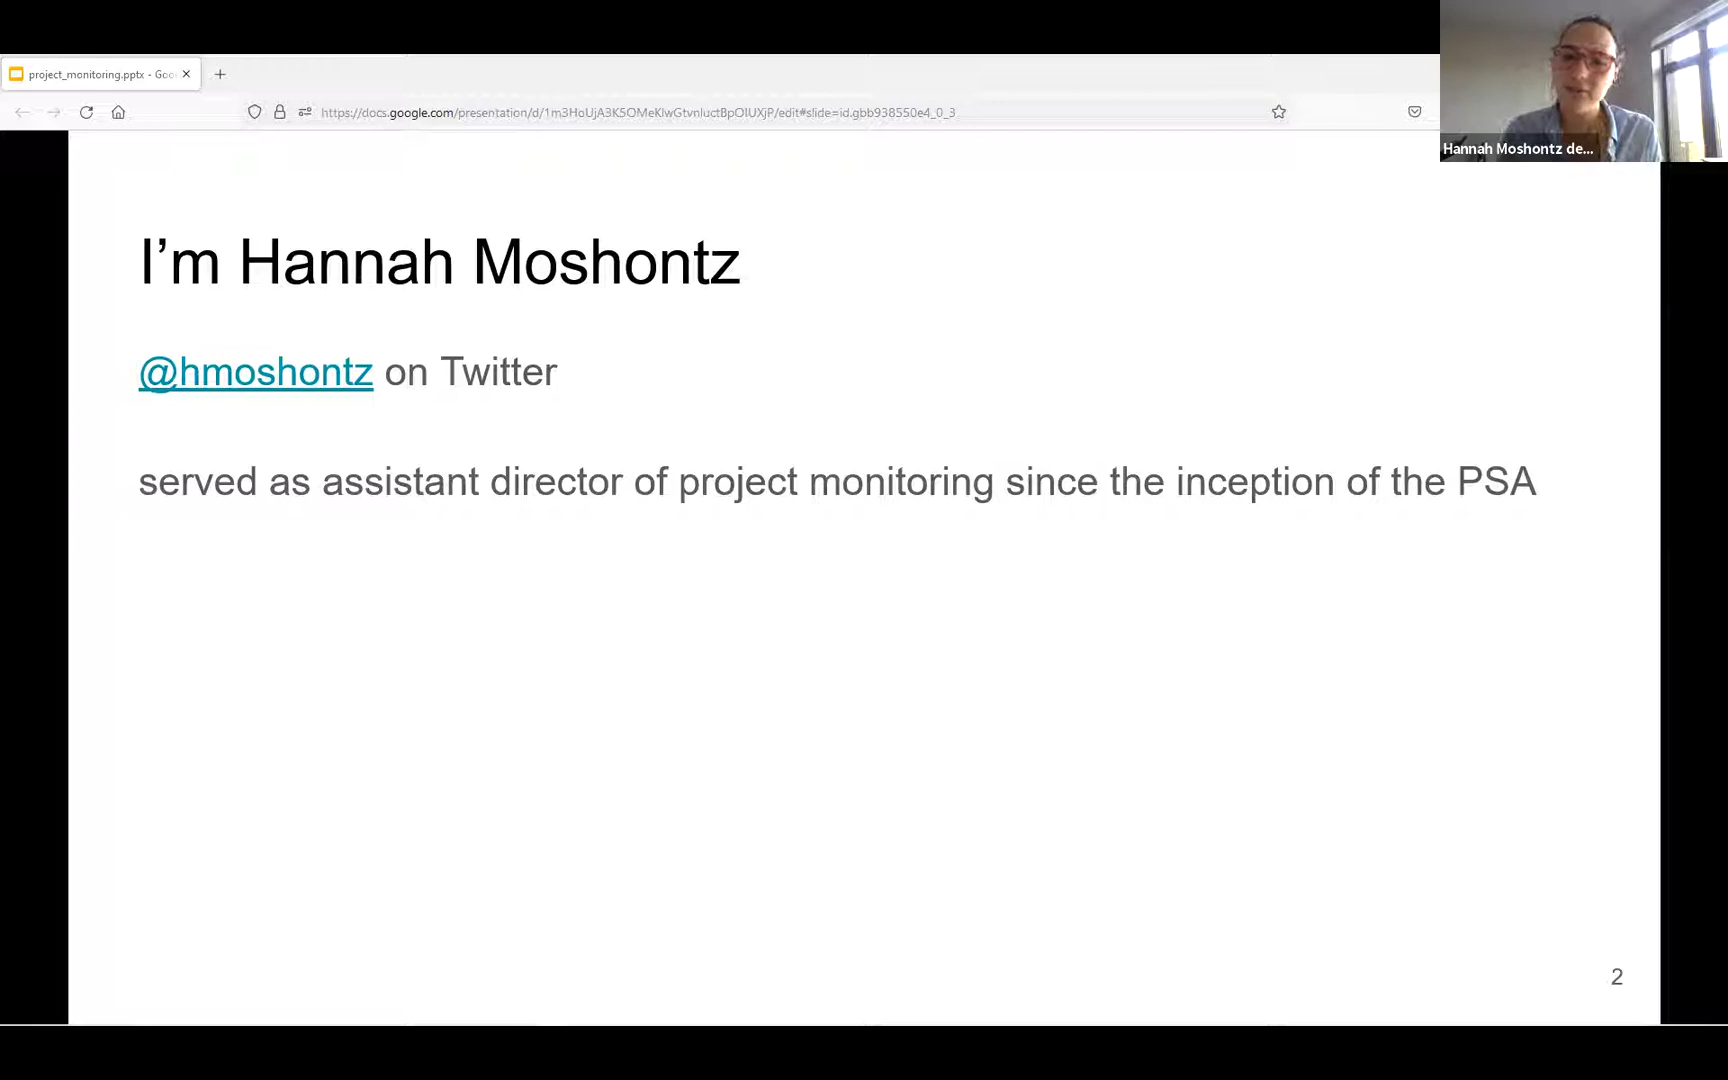 project_monitoring.pptx - Goo
https://docs.google.com/presentation/d/1m3HoUjA3K5OMeKlwGtvnluctBpOlUXjP/edit#slide=id.gbb938550e4_0_3
Hannah Moshontz de...
I’m Hannah Moshontz
@hmoshontz on Twitter
served as assistant director of project monitoring since the inception of the PSA
2